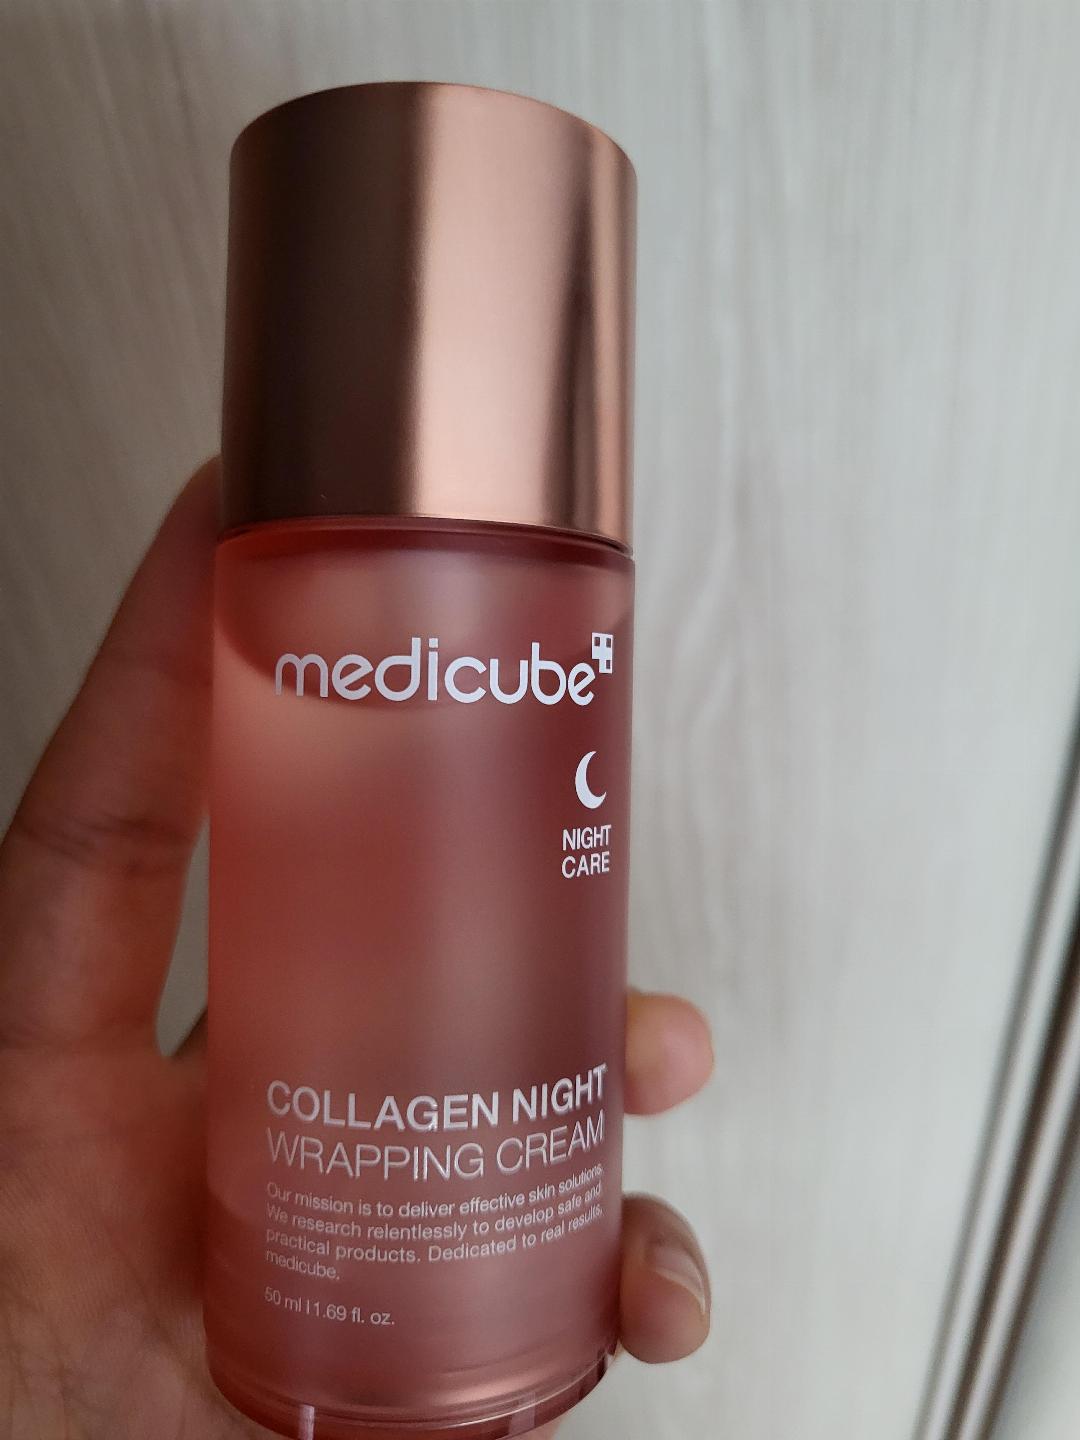 medicube
NIGHT
CARE
COLLAGEN NIGHT
WRAPPING CREAM
Our mission is to deliver effective skin solutions.
We research relentlessly to develop safe and
practical products. Dedicated to real results,
medicube.
50 ml | 1.69 fl. oz.